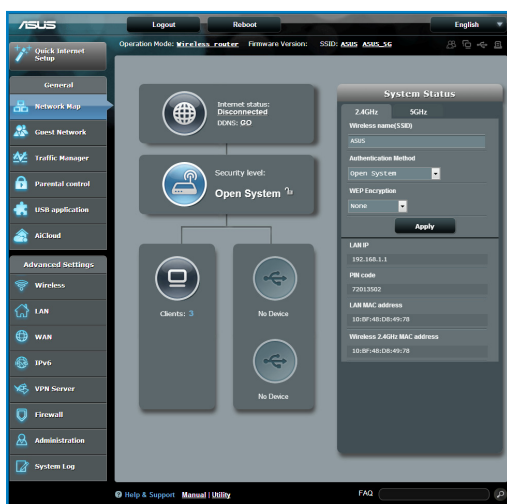 ASUS
Logout
Reboot
English
Quick Internet Setup
Operation Mode: Wireless router Firmware Version: SSID: ASUS ASUS_5G
General
Network Map
Guest Network
Traffic Manager
Parental control
USB application
AiCloud
Advanced Settings
Wireless
LAN
WAN
IPv6
VPN Server
Firewall
Administration
System Log
Internet status:
Disconnected
DDNS: GO
Security level:
Open System
Clients: 3
No Device
No Device
System Status
2.4GHz 5GHz
Wireless name(SSID)
ASUS
Authentication Method
Open System
WEP Encryption
None
Apply
LAN IP
192.168.1.1
PIN code
72013502
LAN MAC address
10:BF:48:D8:49:78
Wireless 2.4GHz MAC address
10:BF:48:D8:49:78
Help & Support Manual | Utility
FAQ